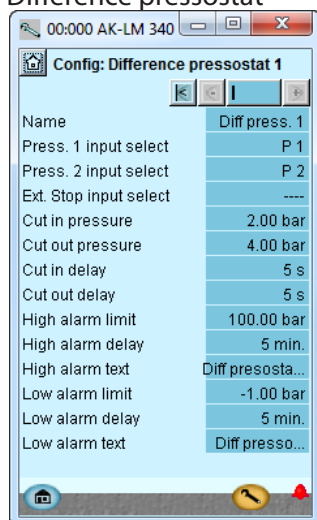 Difference pressostat
00:000 AK-LM 340
Config: Difference pressostat 1
Name Diff press. 1
Press. 1 input select P 1
Press. 2 input select P 2
Ext. Stop input select ----
Cut in pressure 2.00 bar
Cut out pressure 4.00 bar
Cut in delay 5 s
Cut out delay 5 s
High alarm limit 100.00 bar
High alarm delay 5 min.
High alarm text Diff presosta...
Low alarm limit -1.00 bar
Low alarm delay 5 min.
Low alarm text Diff presso...